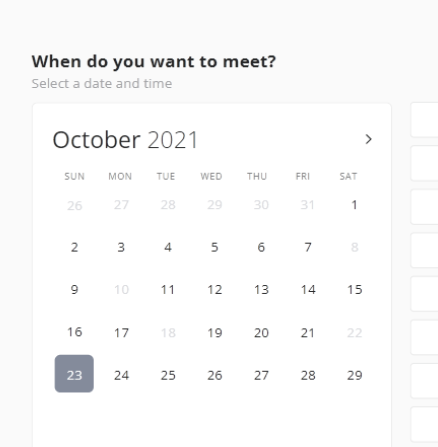 When do you want to meet?
Select a date and time
October 2021
SUN MON TUE WED THU FRI SAT
26 27 28 29 30 31 1
2 3 4 5 6 7 8
9 10 11 12 13 14 15
16 17 18 19 20 21 22
23 24 25 26 27 28 29